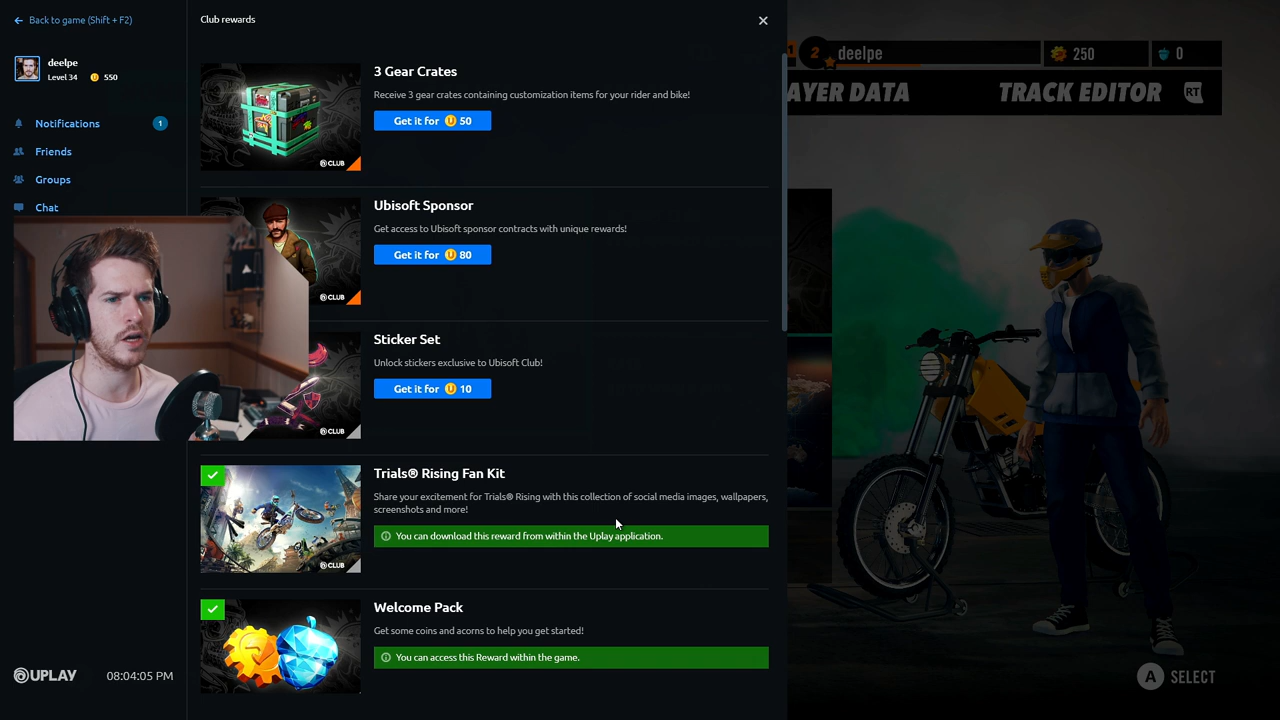 Back to game (Shift + F2)
Club rewards
deelpe
Level 34 550
Notifications 1
Friends
Groups
Chat
UPLAY 08:04:05 PM
3 Gear Crates
Receive 3 gear crates containing customization items for your rider and bike!
Get it for U 50
CLUB
Ubisoft Sponsor
Get access to Ubisoft sponsor contracts with unique rewards!
Get it for U 80
CLUB
Sticker Set
Unlock stickers exclusive to Ubisoft Club!
Get it for U 10
CLUB
Trials® Rising Fan Kit
Share your excitement for Trials® Rising with this collection of social media images, wallpapers,
screenshots and more!
You can download this reward from within the Uplay application.
CLUB
Welcome Pack
Get some coins and acorns to help you get started!
You can access this Reward within the game.
2 deelpe 250 0
AYER DATA TRACK EDITOR RT
A SELECT